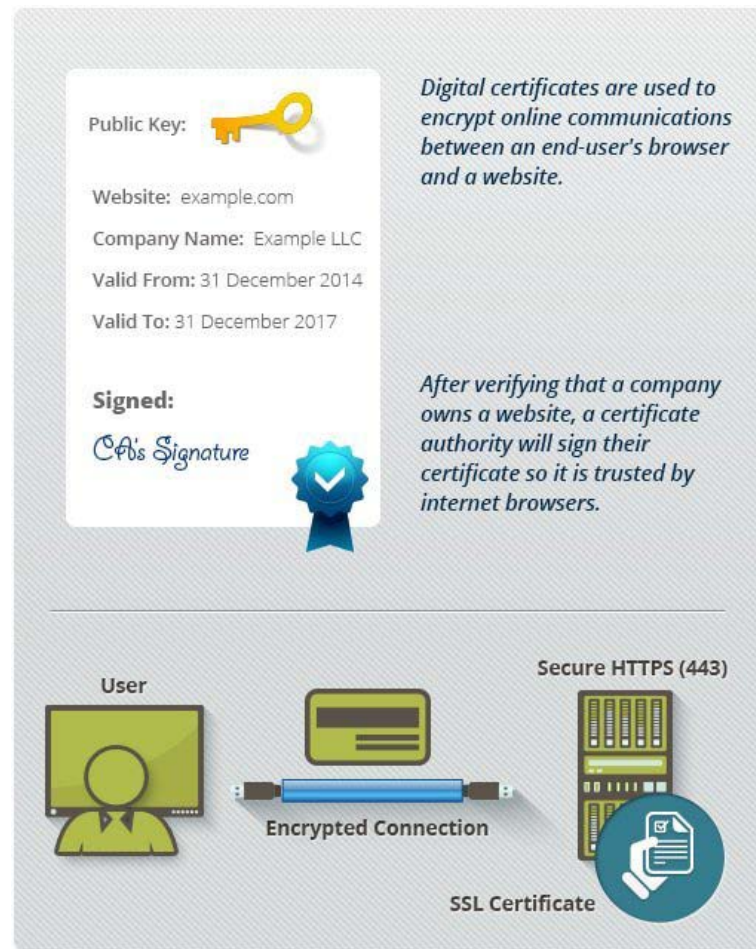 Public Key:
Digital certificates are used to
encrypt online communications
between an end-user's browser
and a website.
Website: example.com
Company Name: Example LLC
Valid From: 31 December 2014
Valid To: 31 December 2017
After verifying that a company
owns a website, a certificate
authority will sign their
certificate so it is trusted by
internet browsers.
Signed:
CA's Signature
User
Secure HTTPS (443)
Encrypted Connection
SSL Certificate